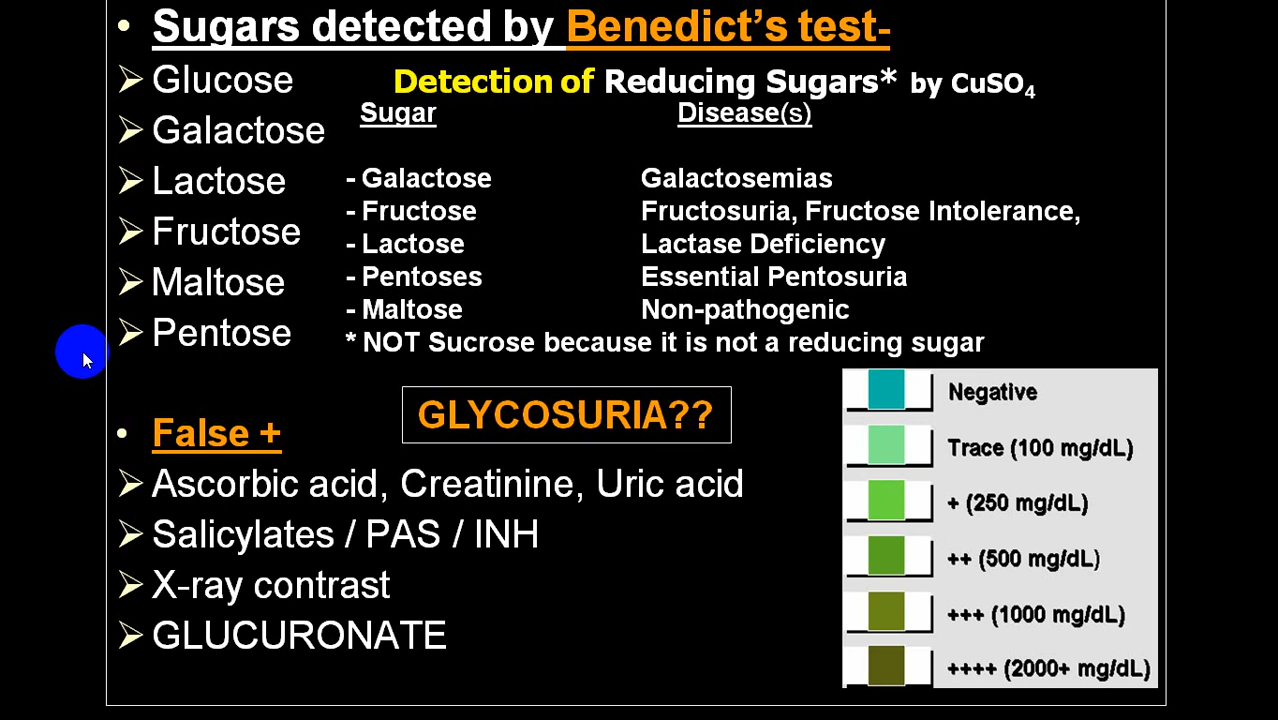 • Sugars detected by Benedict's test-
➢ Glucose
➢ Galactose
➢ Lactose
➢ Fructose
➢ Maltose
➢ Pentose
Detection of Reducing Sugars* by CuSO4
Sugar Disease(s)
- Galactose Galactosemias
- Fructose Fructosuria, Fructose Intolerance,
- Lactose Lactase Deficiency
- Pentoses Essential Pentosuria
- Maltose Non-pathogenic
* NOT Sucrose because it is not a reducing sugar
GLYCOSURIA??
• False +
➢ Ascorbic acid, Creatinine, Uric acid
➢ Salicylates / PAS / INH
➢ X-ray contrast
➢ GLUCURONATE
Negative
Trace (100 mg/dL)
+ (250 mg/dL)
++ (500 mg/dL)
+++ (1000 mg/dL)
++++ (2000+ mg/dL)